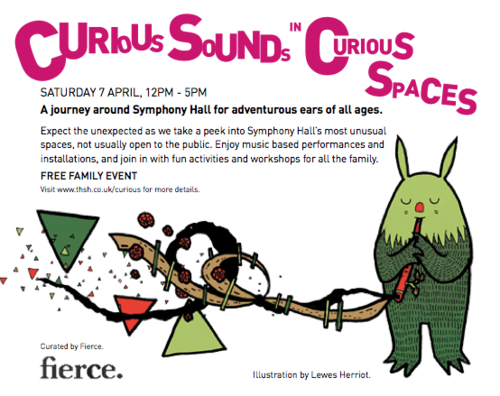 CURIOUS SOUNDS IN CURIOUS
SPACES
SATURDAY 7 APRIL, 12PM - 5PM
A journey around Symphony Hall for adventurous ears of all ages.
Expect the unexpected as we take a peek into Symphony Hall's most unusual
spaces, not usually open to the public. Enjoy music based performances and
installations, and join in with fun activities and workshops for all the family.
FREE FAMILY EVENT
Visit www.thsh.co.uk/curious for more details.
Curated by Fierce.
fierce.
Illustration by Lewes Herriot.